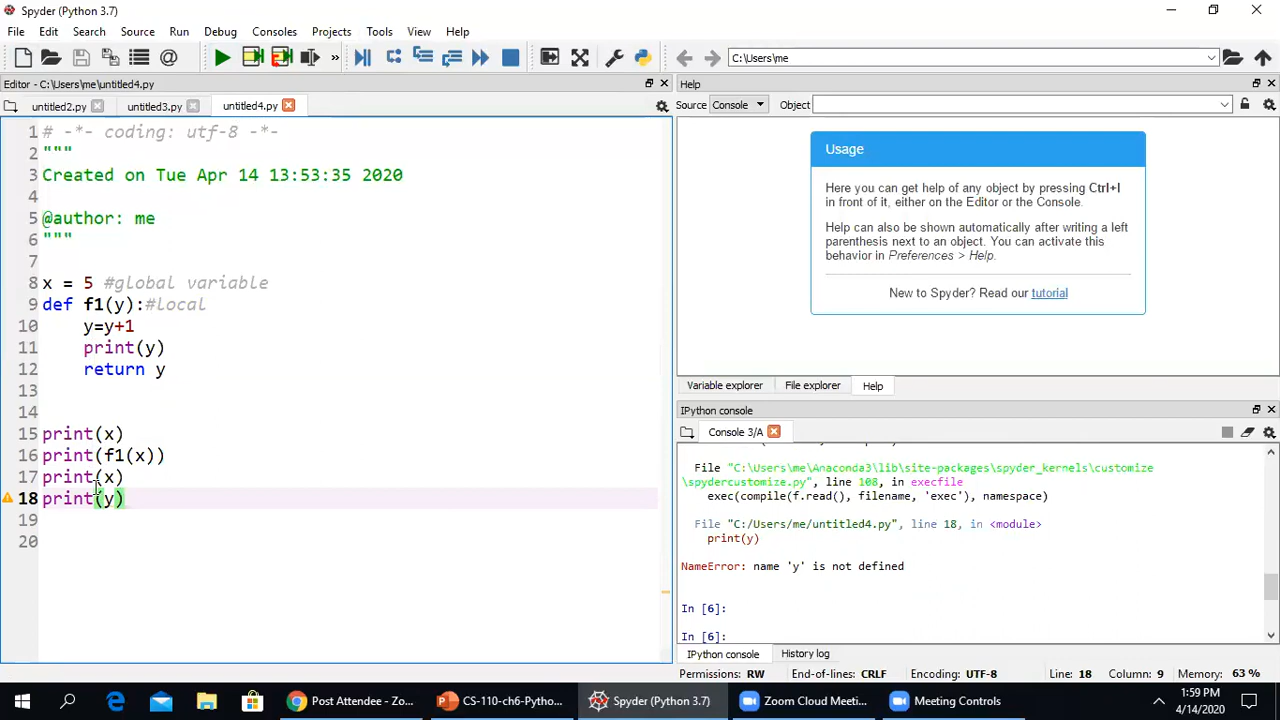 Spyder (Python 3.7)
File Edit Search Source Run Debug Consoles Projects Tools View Help
C:\Users\me
Editor - C:\Users\me\untitled4.py
untitled2.py untitled3.py untitled4.py
1 # -*- coding: utf-8 -*-
2 """
3 Created on Tue Apr 14 13:53:35 2020
4
5 @author: me
6 """
7
8 x = 5 #global variable
9 def f1(y):#local
10 y=y+1
11 print(y)
12 return y
13
14
15 print(x)
16 print(f1(x))
17 print(x)
18 print(y)
19
20
Help
Source Console Object
Usage
Here you can get help of any object by pressing Ctrl+I
in front of it, either on the Editor or the Console.
Help can also be shown automatically after writing a left
parenthesis next to an object. You can activate this
behavior in Preferences > Help.
New to Spyder? Read our tutorial
Variable explorer File explorer Help
IPython console
Console 3/A
File "C:\Users\me\Anaconda3\lib\site-packages\spyder_kernels\customize
\spydercustomize.py", line 108, in execfile
exec(compile(f.read(), filename, 'exec'), namespace)
File "C:/Users/me/untitled4.py", line 18, in <module>
print(y)
NameError: name 'y' is not defined
In [6]:
In [6]:
IPython console History log
Permissions: RW End-of-lines: CRLF Encoding: UTF-8 Line: 18 Column: 9 Memory: 63 %
Post Attendee - Zo... CS-110-ch6-Python... Spyder (Python 3.7) Zoom Cloud Meeti... Meeting Controls
1:59 PM
4/14/2020